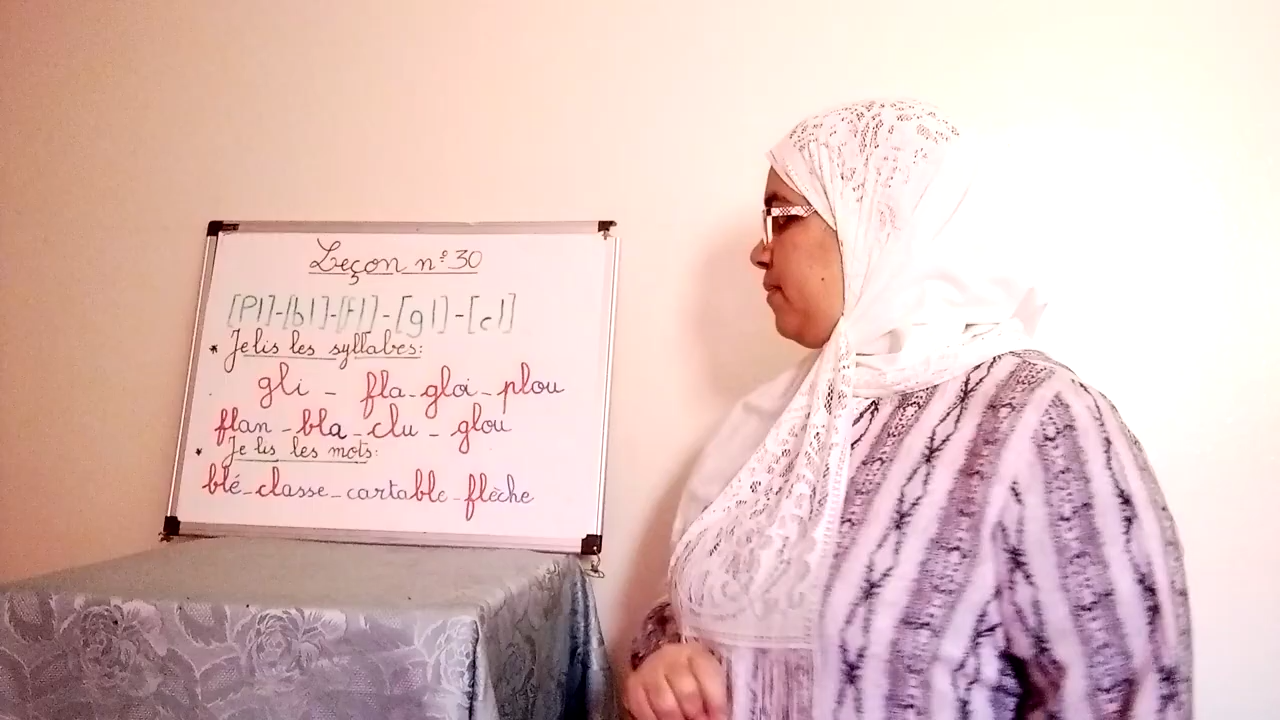 Leçon n° 30
[Pl]-[bl]-[Fl]-[gl]-[cl]
* Je lis les syllabes:
gli - fla - gloi - plou
flan - bla - clu - glou
* Je lis les mots:
blé - classe - cartable - flèche